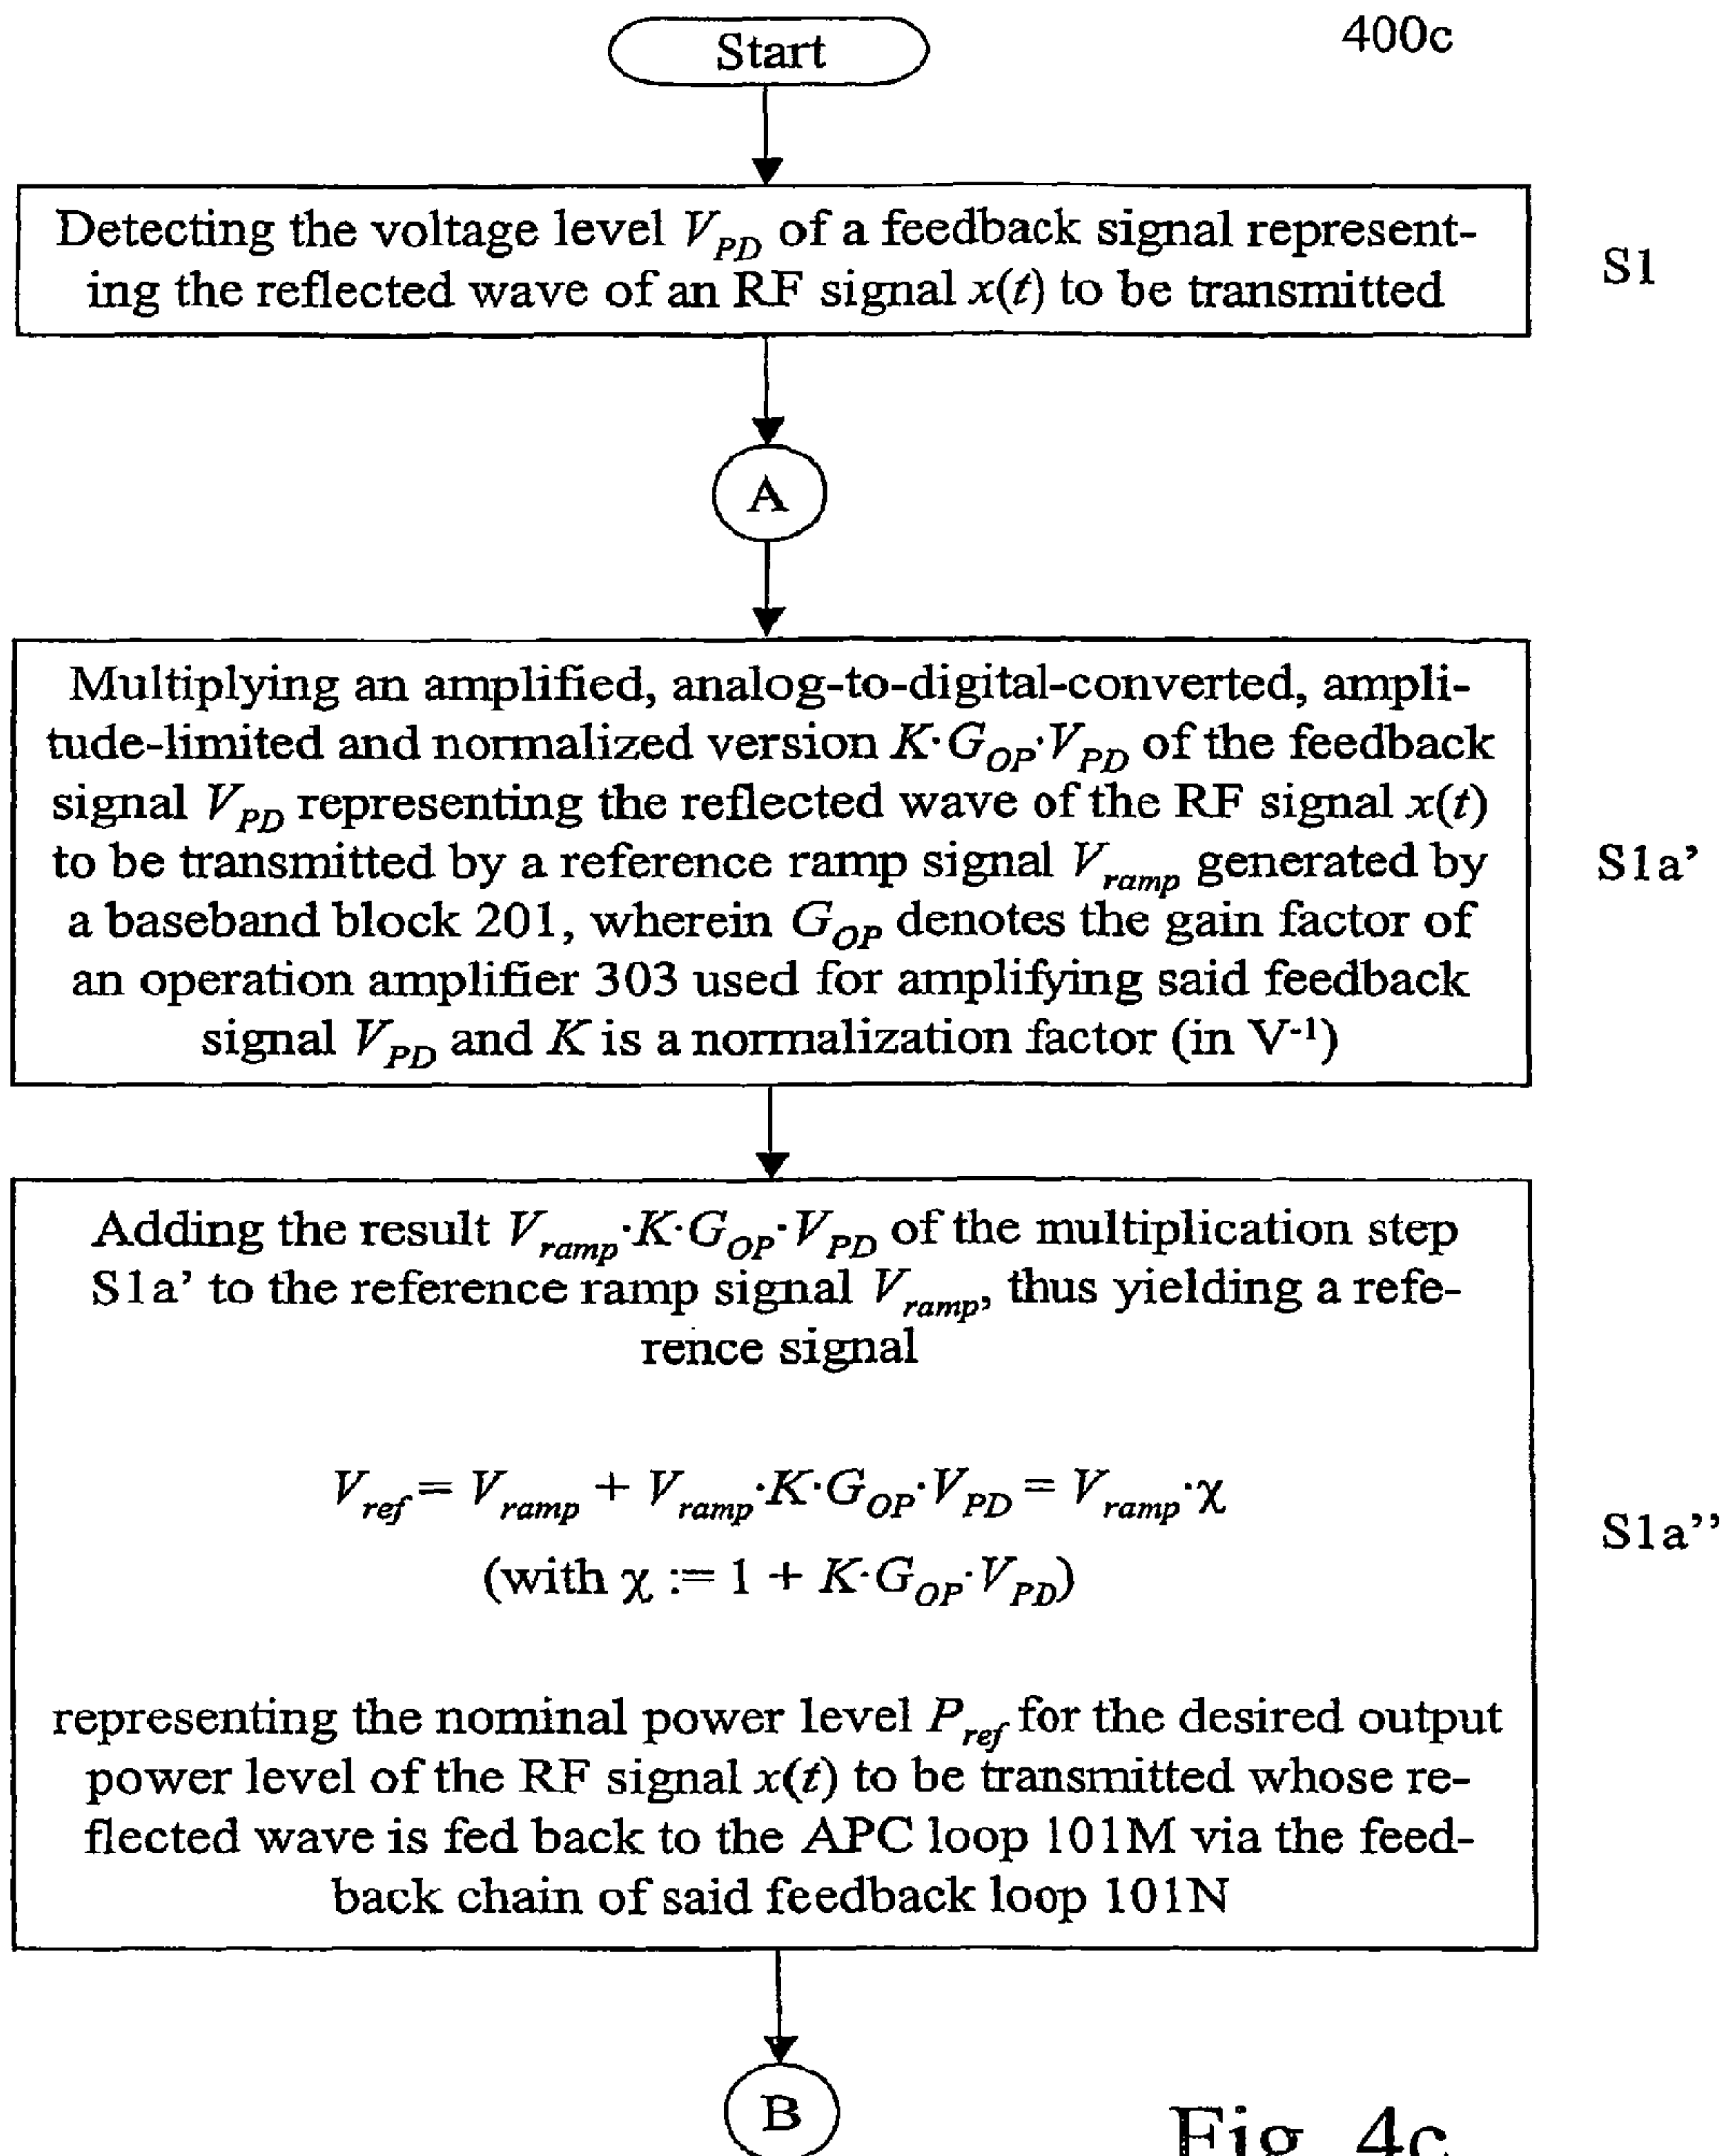 Start
400c
Detecting the voltage level V_PD of a feedback signal represent-
ing the reflected wave of an RF signal x(t) to be transmitted
S1
A
Multiplying an amplified, analog-to-digital-converted, ampli-
tude-limited and normalized version K·G_OP·V_PD of the feedback
signal V_PD representing the reflected wave of the RF signal x(t)
to be transmitted by a reference ramp signal V_ramp generated by
a baseband block 201, wherein G_OP denotes the gain factor of
an operation amplifier 303 used for amplifying said feedback
signal V_PD and K is a normalization factor (in V⁻¹)
S1a’
Adding the result V_ramp·K·G_OP·V_PD of the multiplication step
S1a’ to the reference ramp signal V_ramp, thus yielding a refe-
rence signal
V_ref = V_ramp + V_ramp·K·G_OP·V_PD = V_ramp·χ
(with χ := 1 + K·G_OP·V_PD)
S1a’’
representing the nominal power level P_ref for the desired output
power level of the RF signal x(t) to be transmitted whose re-
flected wave is fed back to the APC loop 101M via the feed-
back chain of said feedback loop 101N
B
Fig. 4c